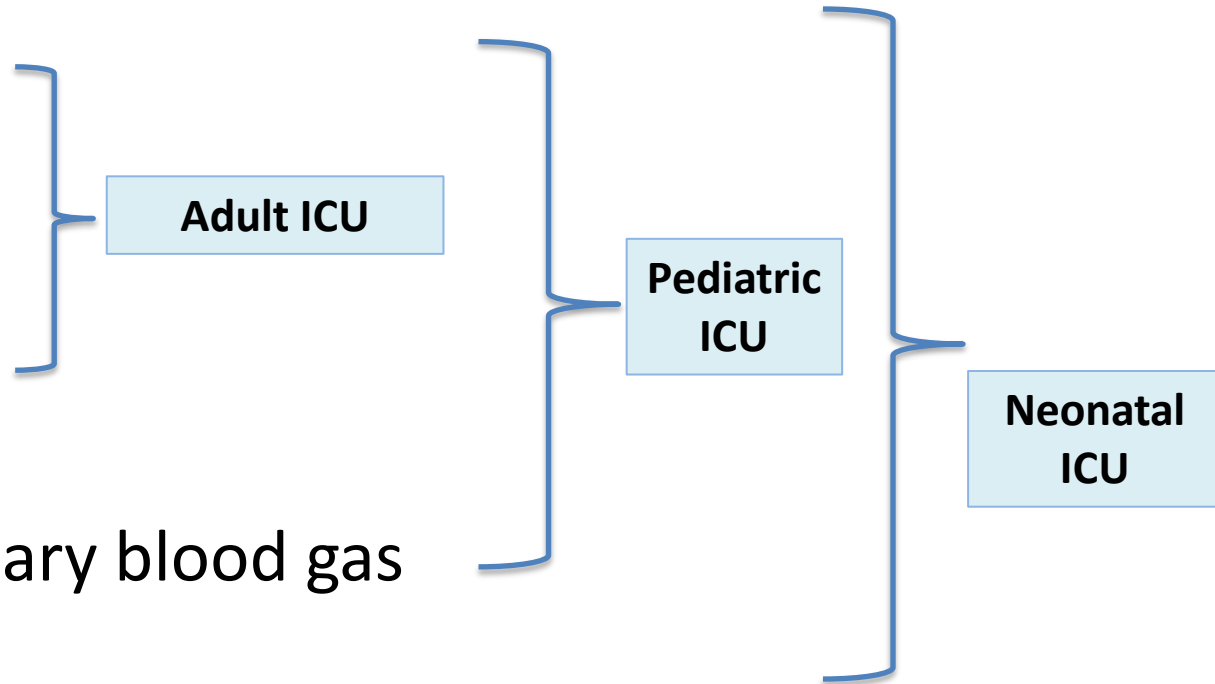 Adult ICU
Pediatric
ICU
Neonatal
ICU
ary blood gas